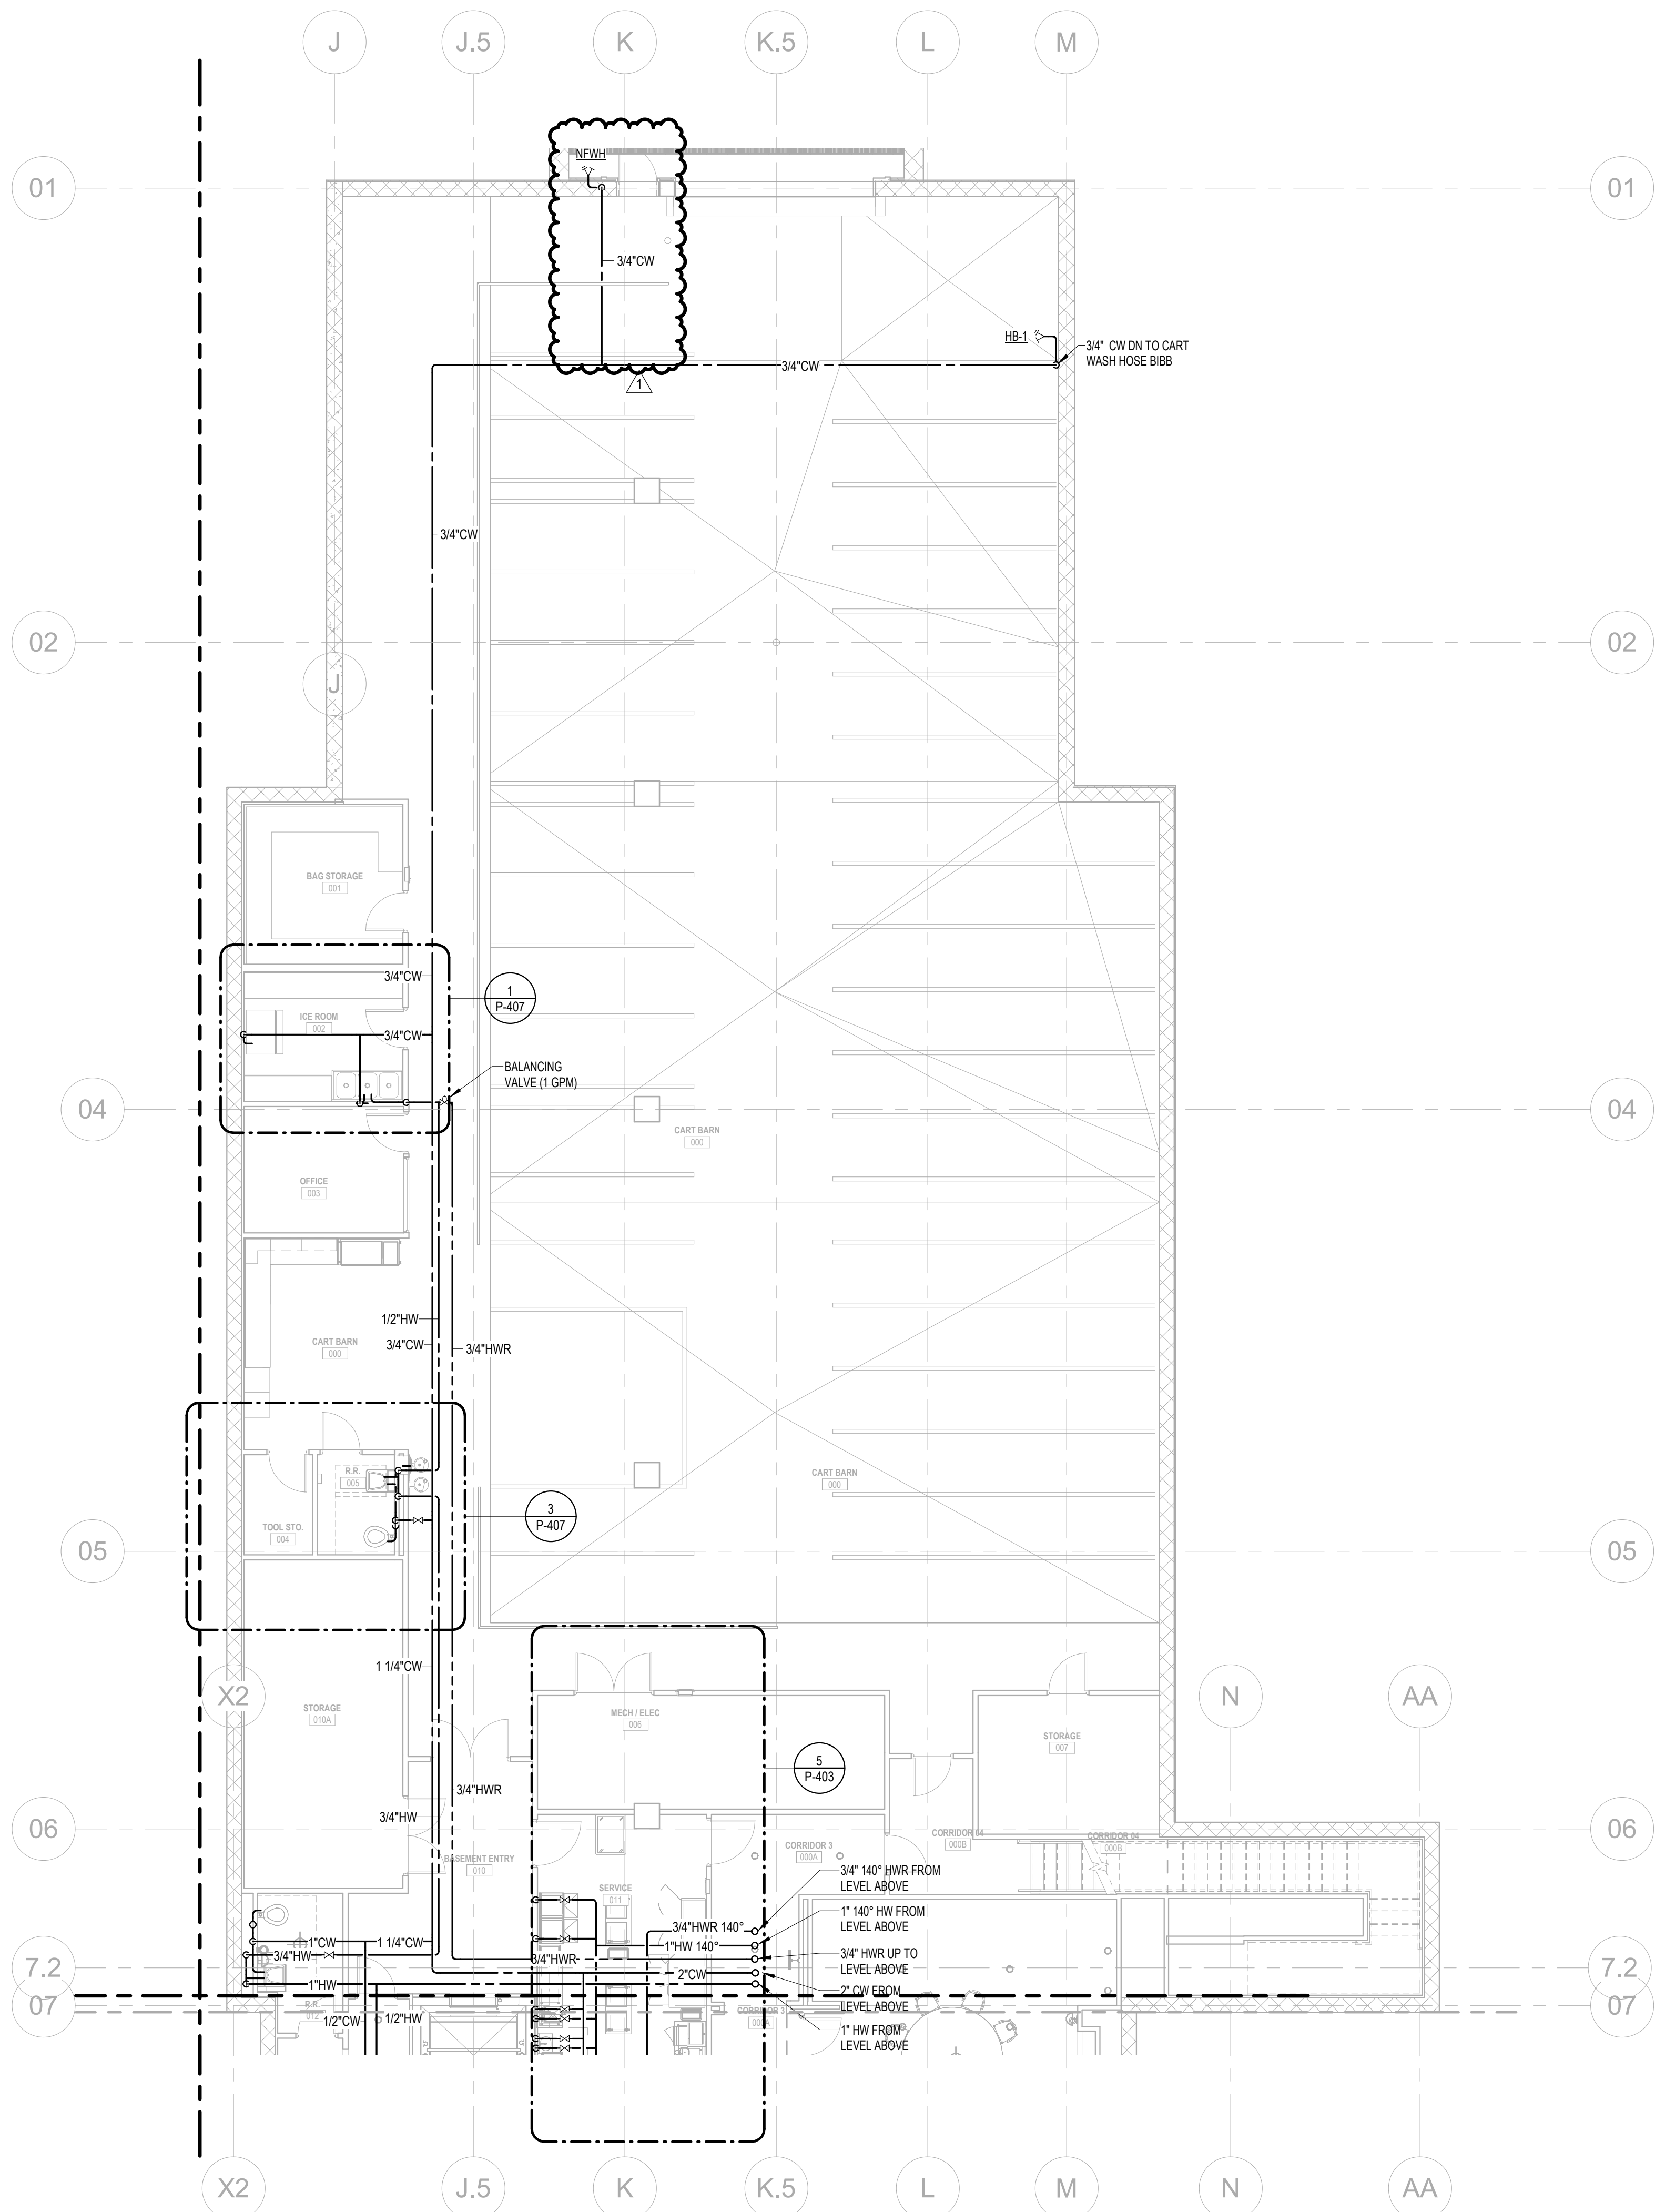 J
J.5
K
K.5
L
M
NFWH
01
01
3/4"CW
HB-1
3/4" CW DN TO CART
WASH HOSE BIBB
3/4"CW
1
3/4"CW
02
02
J
BAG STORAGE
001
3/4"CW
1
P-407
ICE ROOM
002
3/4"CW
BALANCING
VALVE (1 GPM)
04
04
CART BARN
000
OFFICE
003
1/2"HW
CART BARN
000
3/4"CW
3/4"HWR
R.R.
005
CART BARN
000
3
P-407
TOOL STO.
004
05
05
1 1/4"CW
X2
N
AA
STORAGE
010A
MECH / ELEC
006
STORAGE
007
5
P-403
3/4"HWR
3/4"HW
06
06
CORRIDOR 04
000B
CORRIDOR 04
000B
CORRIDOR 3
000A
BASEMENT ENTRY
010
3/4" 140° HWR FROM
LEVEL ABOVE
SERVICE
011
1" 140° HW FROM
LEVEL ABOVE
3/4"HWR 140°
1"CW
1 1/4"CW
1"HW 140°
3/4"HW
3/4"HWR
3/4" HWR UP TO
LEVEL ABOVE
7.2
7.2
2"CW
1"HW
2" CW FROM
LEVEL ABOVE
07
07
R.R.
012
1/2"CW
1/2"HW
CORRIDOR 3
000A
1" HW FROM
LEVEL ABOVE
X2
J.5
K
K.5
L
M
N
AA